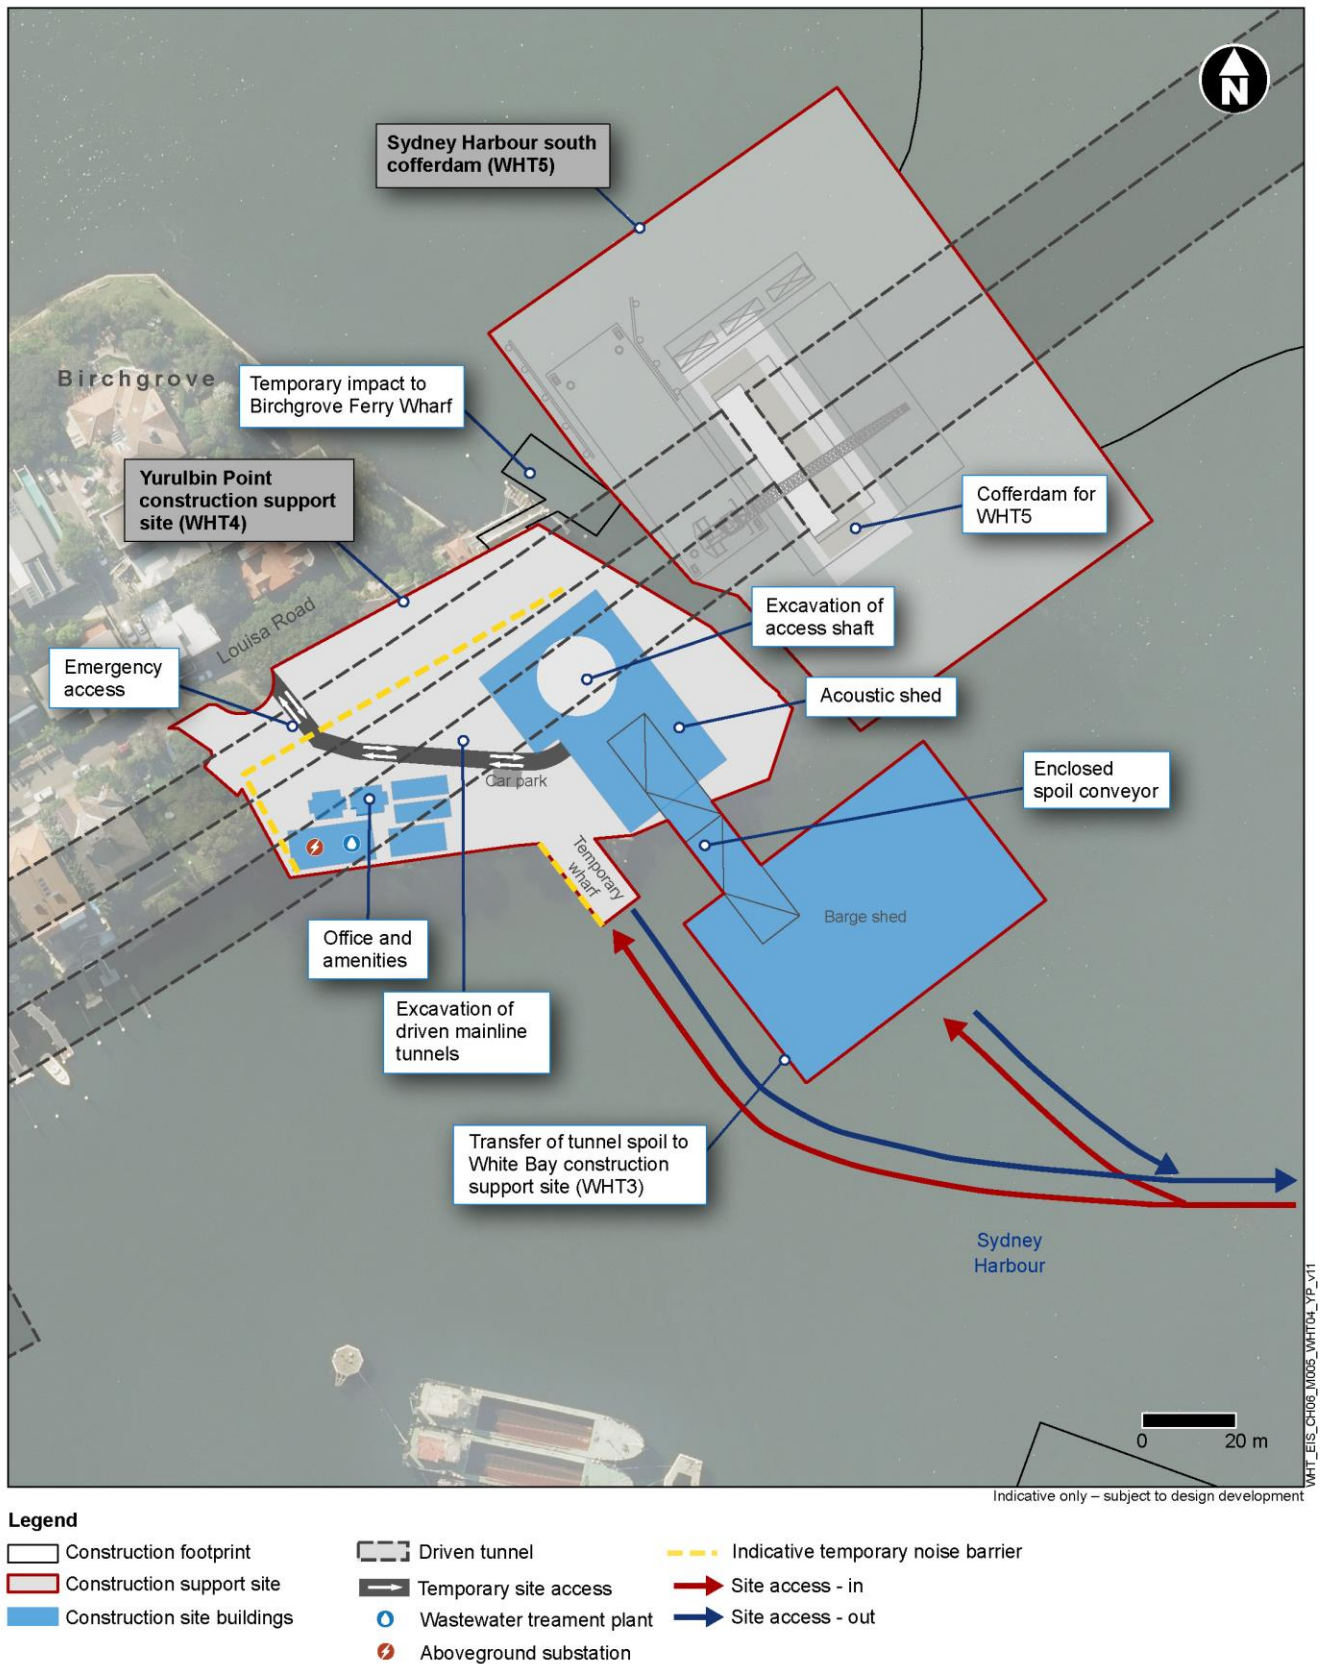 N
Sydney Harbour south
cofferdam (WHT5)
Birchgrove
Temporary impact to
Birchgrove Ferry Wharf
Yurulbin Point
construction support
site (WHT4)
Cofferdam for
WHT5
Louisa Road
Excavation of
access shaft
Emergency
access
Acoustic shed
Enclosed
spoil conveyor
Car park
Temporary
wharf
Barge shed
Office and
amenities
Excavation of
driven mainline
tunnels
Transfer of tunnel spoil to
White Bay construction
support site (WHT3)
Sydney
Harbour
0 20 m
WHT_EIS_CH06_M005_WHT04_YP_v11
Indicative only – subject to design development
Legend
Construction footprint
Construction support site
Construction site buildings
Driven tunnel
Temporary site access
Wastewater treament plant
Aboveground substation
Indicative temporary noise barrier
Site access - in
Site access - out